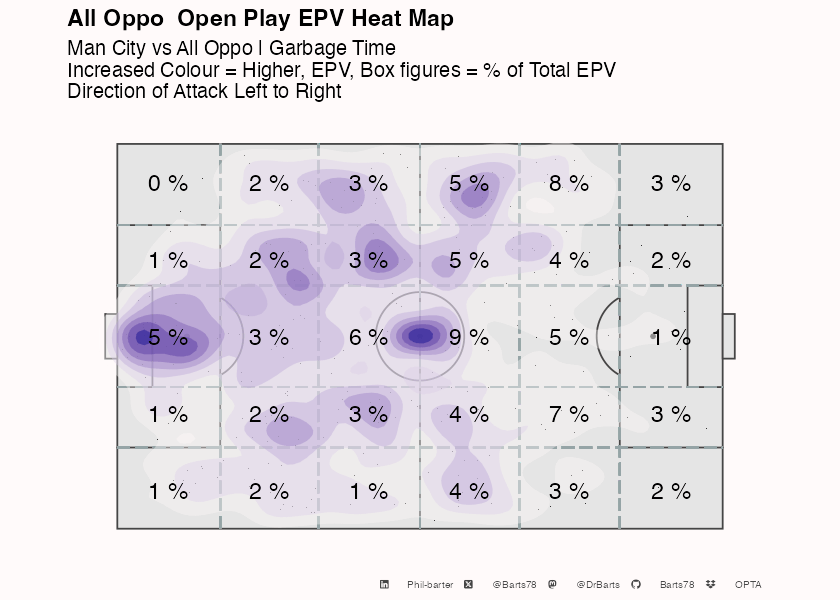 All Oppo  Open Play EPV Heat Map
Man City vs All Oppo | Garbage Time
Increased Colour = Higher, EPV, Box figures = % of Total EPV
Direction of Attack Left to Right
0 % 2 % 3 % 5 % 8 % 3 %
1 % 2 % 3 % 5 % 4 % 2 %
5 % 3 % 6 % 9 % 5 % 1 %
1 % 2 % 3 % 4 % 7 % 3 %
1 % 2 % 1 % 4 % 3 % 2 %
Phil-barter @Barts78 @DrBarts Barts78 OPTA